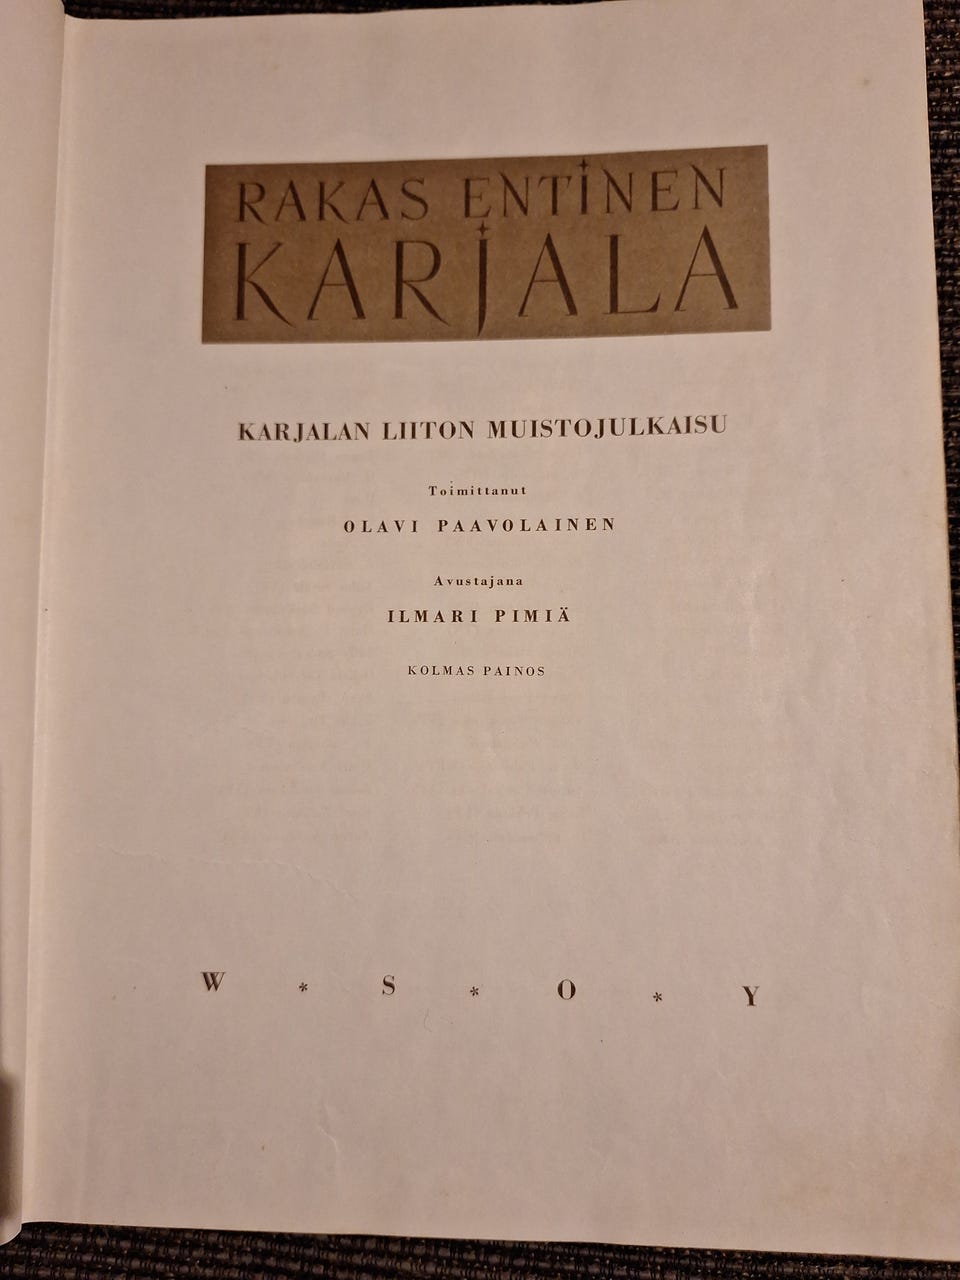 RAKAS ENTINEN
KARJALA
KARJALAN LIITON MUISTOJULKAISU
Toimittanut
OLAVI PAAVOLAINEN
Avustajana
ILMARI PIMIÄ
KOLMAS PAINOS
W * S * O * Y